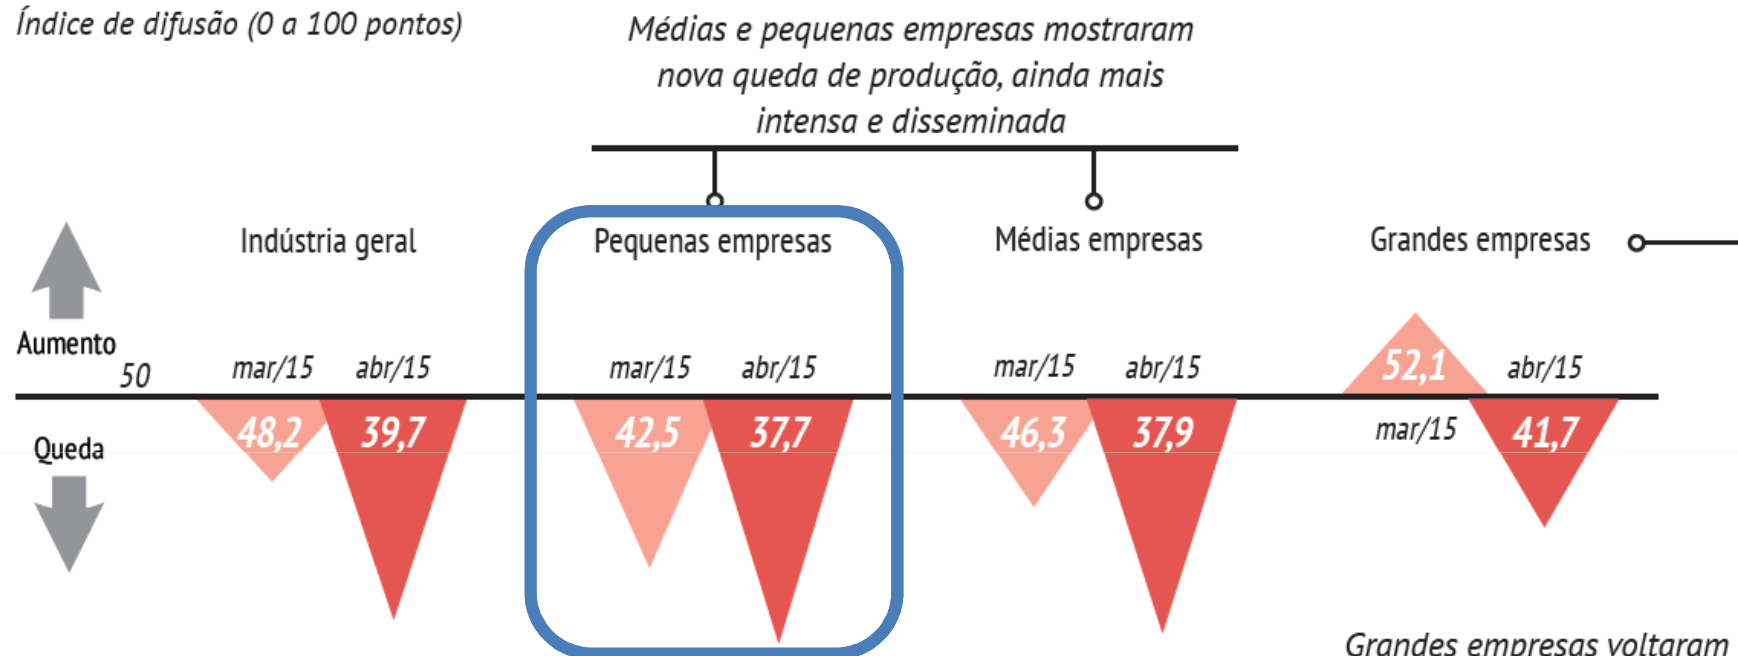 Índice de difusão (0 a 100 pontos)
Médias e pequenas empresas mostraram
nova queda de produção, ainda mais
intensa e disseminada
Indústria geral
Pequenas empresas
Médias empresas
Grandes empresas
Aumento
50
mar/15 abr/15
48,2 39,7
mar/15 abr/15
42,5 37,7
mar/15 abr/15
46,3 37,9
52,1 abr/15
mar/15 41,7
Queda
Grandes empresas voltaram